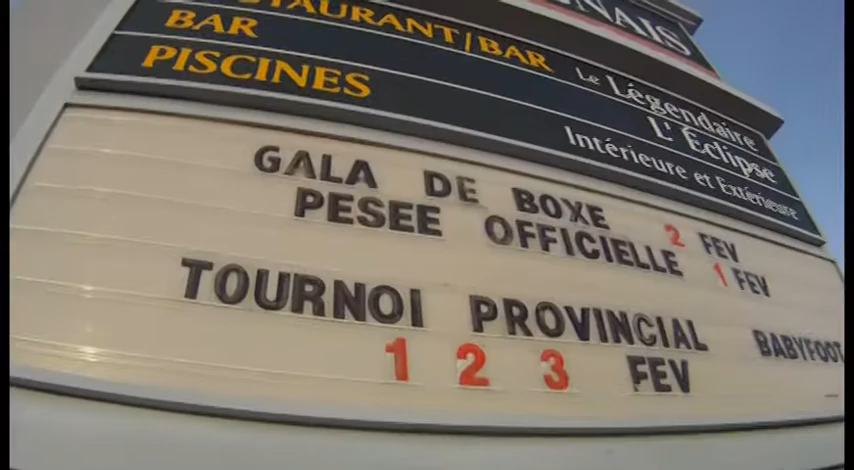 RESTAURANT/BAR Le Légendaire
BAR L'Éclipse
PISCINES Intérieure et Extérieure
GALA DE BOXE 2 FEV
PESEE OFFICIELLE 1 FEV
TOURNOI PROVINCIAL BABYFOOT
1 2 3 FEV